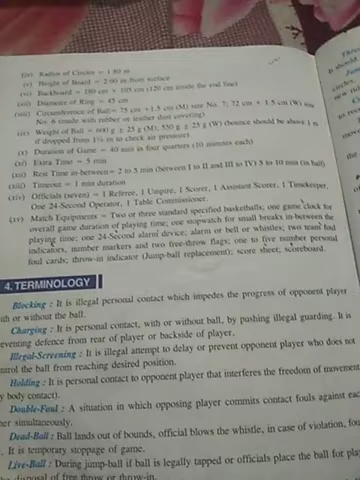 (iv) Radius of Circles = 1.80 m
(v) Height of Board = 2.90 m from surface
(vi) Backboard = 180 cm × 105 cm (120 cm inside the end line)
(vii) Diameter of Ring = 45 cm
(viii) Circumference of Ball = 75 cm + 1.5 cm (M) size No. 7; 72 cm + 1.5 cm (W) size
No. 6 (made with rubber or leather dust covering)
(ix) Weight of Ball = 600 g ± 25 g (M); 550 g ± 25 g (W) (bounce should be above 1 m
if dropped from 1¾ m to check air pressure)
(x) Duration of Game = 40 min in four quarters (10 minutes each)
(xi) Extra Time = 5 min
(xii) Rest Time in-between = 2 to 5 min (between I to II and III to IV) 5 to 10 min (in half)
(xiii) Timeout = 1 min duration
(xiv) Officials (seven) = 1 Referee, 1 Umpire, 1 Scorer, 1 Assistant Scorer, 1 Timekeeper,
One 24-Second Operator, 1 Table Commissioner.
(xv) Match Equipments = Two or three standard specified basketballs; one game clock for
overall game duration of playing time; one stopwatch for small breaks in-between the
playing time; one 24-Second alarm device; alarm or bell or whistles; two team foul
indicators, number markers and two free-throw flags; one to five number personal
foul cards; throw-in indicator (Jump-ball replacement); score sheet; scoreboard.
4. TERMINOLOGY
Blocking : It is illegal personal contact which impedes the progress of opponent player
ith or without the ball.
Charging : It is personal contact, with or without ball, by pushing illegal guarding. It is
eventing defence from rear of player or backside of player.
Illegal-Screening : It is illegal attempt to delay or prevent opponent player who does not
ntrol the ball from reaching desired position.
Holding : It is personal contact to opponent player that interferes the freedom of movement
y body contact).
Double-Foul : A situation in which opposing player commits contact fouls against each
her simultaneously.
Dead-Ball : Ball lands out of bounds, official blows the whistle, in case of violation, fou
. It is temporary stoppage of game.
Live-Ball : During jump-ball if ball is legally tapped or officials place the ball for pla
disposal of free throw or throw-in.